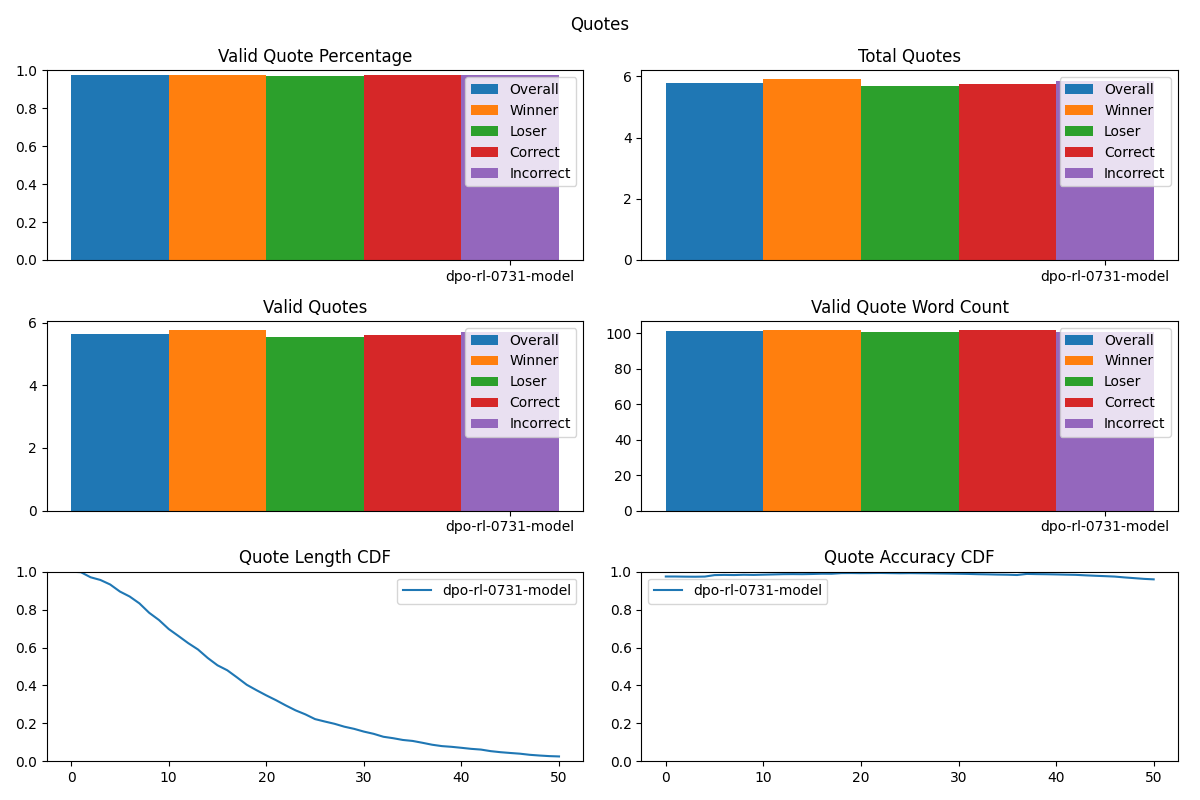 Quotes
Valid Quote Percentage
1.0
0.8
0.6
0.4
0.2
0.0
Overall
Winner
Loser
Correct
Incorrect
dpo-rl-0731-model
Total Quotes
6
4
2
0
Overall
Winner
Loser
Correct
Incorrect
dpo-rl-0731-model
Valid Quotes
6
4
2
0
Overall
Winner
Loser
Correct
Incorrect
dpo-rl-0731-model
Valid Quote Word Count
100
80
60
40
20
0
Overall
Winner
Loser
Correct
Incorrect
dpo-rl-0731-model
Quote Length CDF
1.0
0.8
0.6
0.4
0.2
0.0
dpo-rl-0731-model
0 10 20 30 40 50
Quote Accuracy CDF
1.0
0.8
0.6
0.4
0.2
0.0
dpo-rl-0731-model
0 10 20 30 40 50